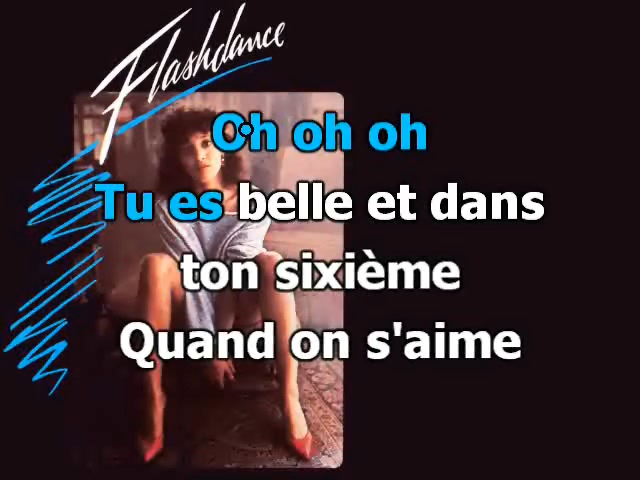 Flashdance
Oh oh oh
Tu es belle et dans
ton sixième
Quand on s'aime